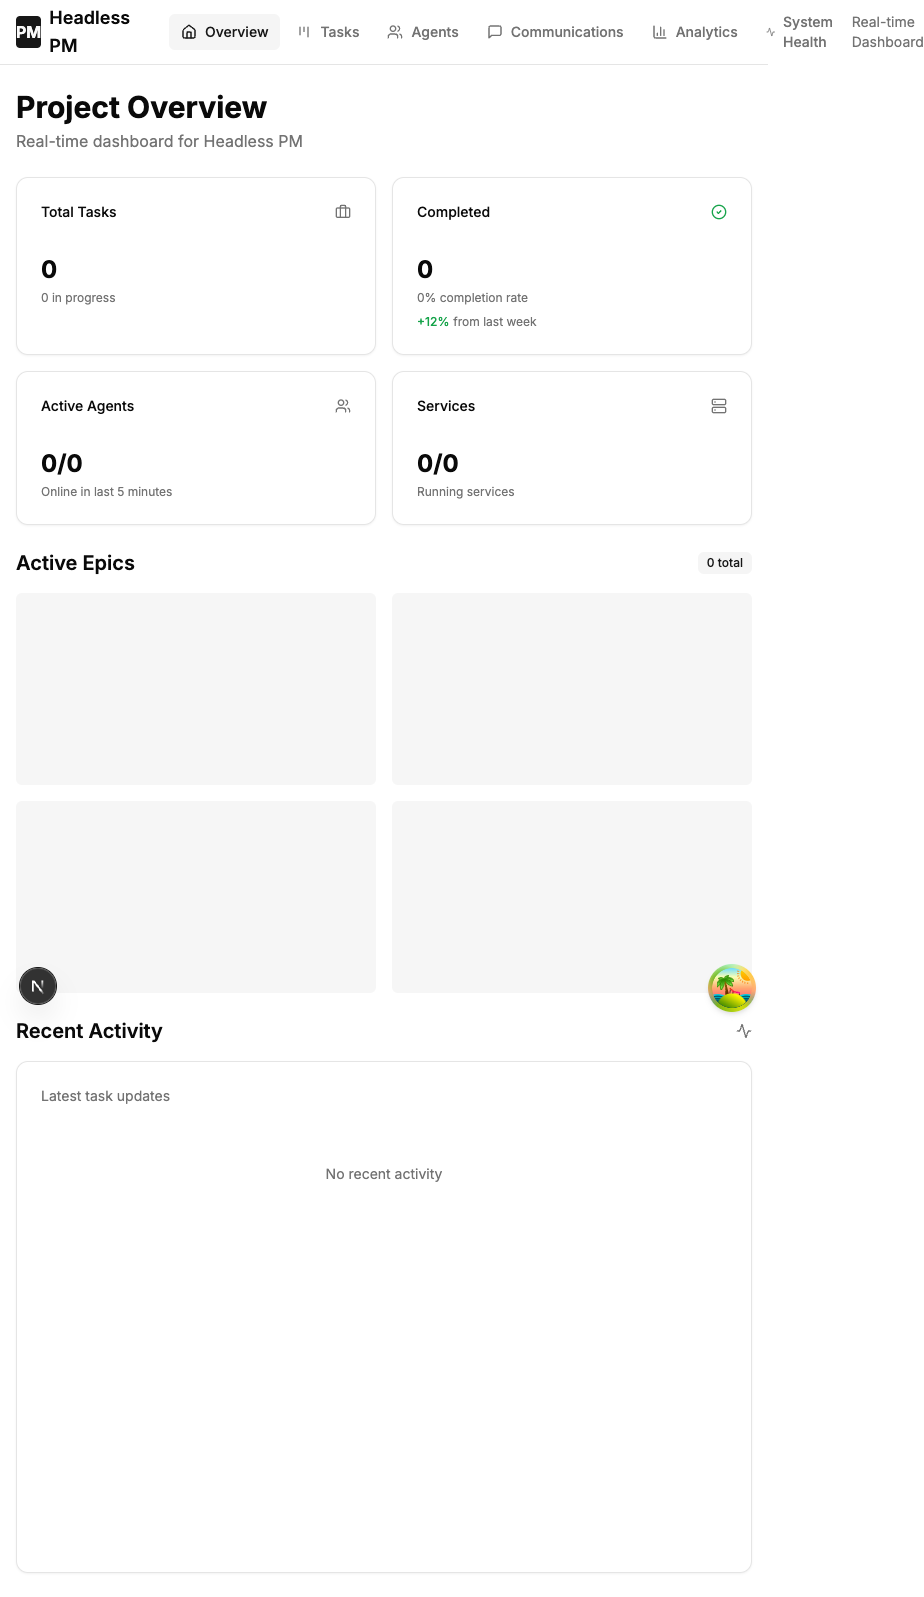 PM
Headless
PM
Overview
Tasks
Agents
Communications
Analytics
System
Health
Real-time
Dashboard
Project Overview
Real-time dashboard for Headless PM
Total Tasks
0
0 in progress
Completed
0
0% completion rate
+12% from last week
Active Agents
0/0
Online in last 5 minutes
Services
0/0
Running services
Active Epics
0 total
N
Recent Activity
Latest task updates
No recent activity